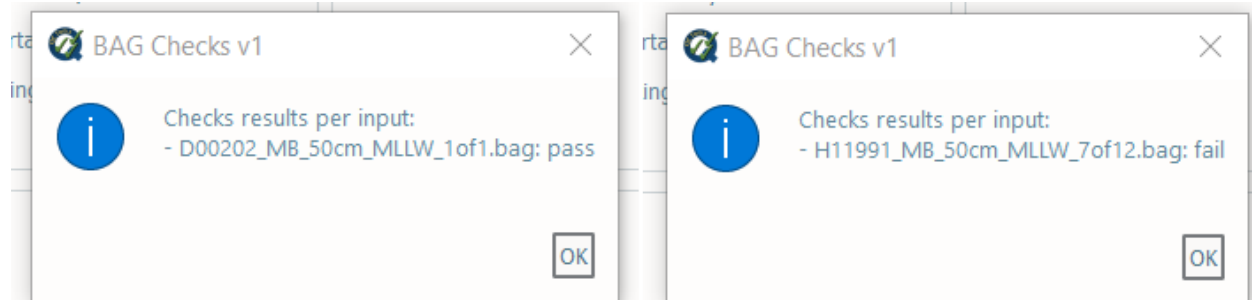 BAG Checks v1
Checks results per input:
- D00202_MB_50cm_MLLW_1of1.bag: pass
OK
BAG Checks v1
Checks results per input:
- H11991_MB_50cm_MLLW_7of12.bag: fail
OK